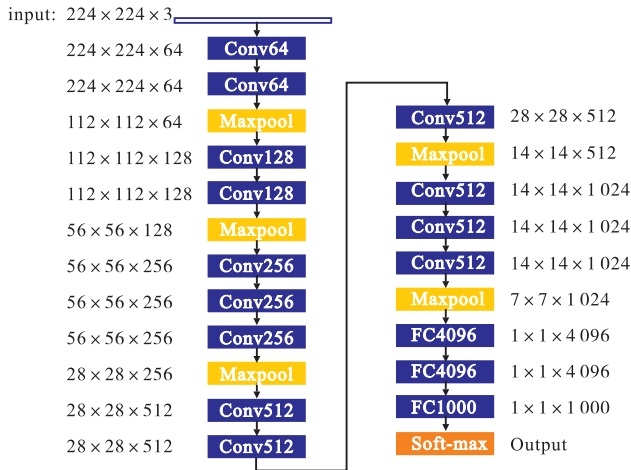 input: 224 × 224 × 3
224 × 224 × 64 Conv64
224 × 224 × 64 Conv64
112 × 112 × 64 Maxpool
112 × 112 × 128 Conv128
112 × 112 × 128 Conv128
56 × 56 × 128 Maxpool
56 × 56 × 256 Conv256
56 × 56 × 256 Conv256
56 × 56 × 256 Conv256
28 × 28 × 256 Maxpool
28 × 28 × 512 Conv512
28 × 28 × 512 Conv512
Conv512 28 × 28 × 512
Maxpool 14 × 14 × 512
Conv512 14 × 14 × 1 024
Conv512 14 × 14 × 1 024
Conv512 14 × 14 × 1 024
Maxpool 7 × 7 × 1 024
FC4096 1 × 1 × 4 096
FC4096 1 × 1 × 4 096
FC1000 1 × 1 × 1 000
Soft-max Output